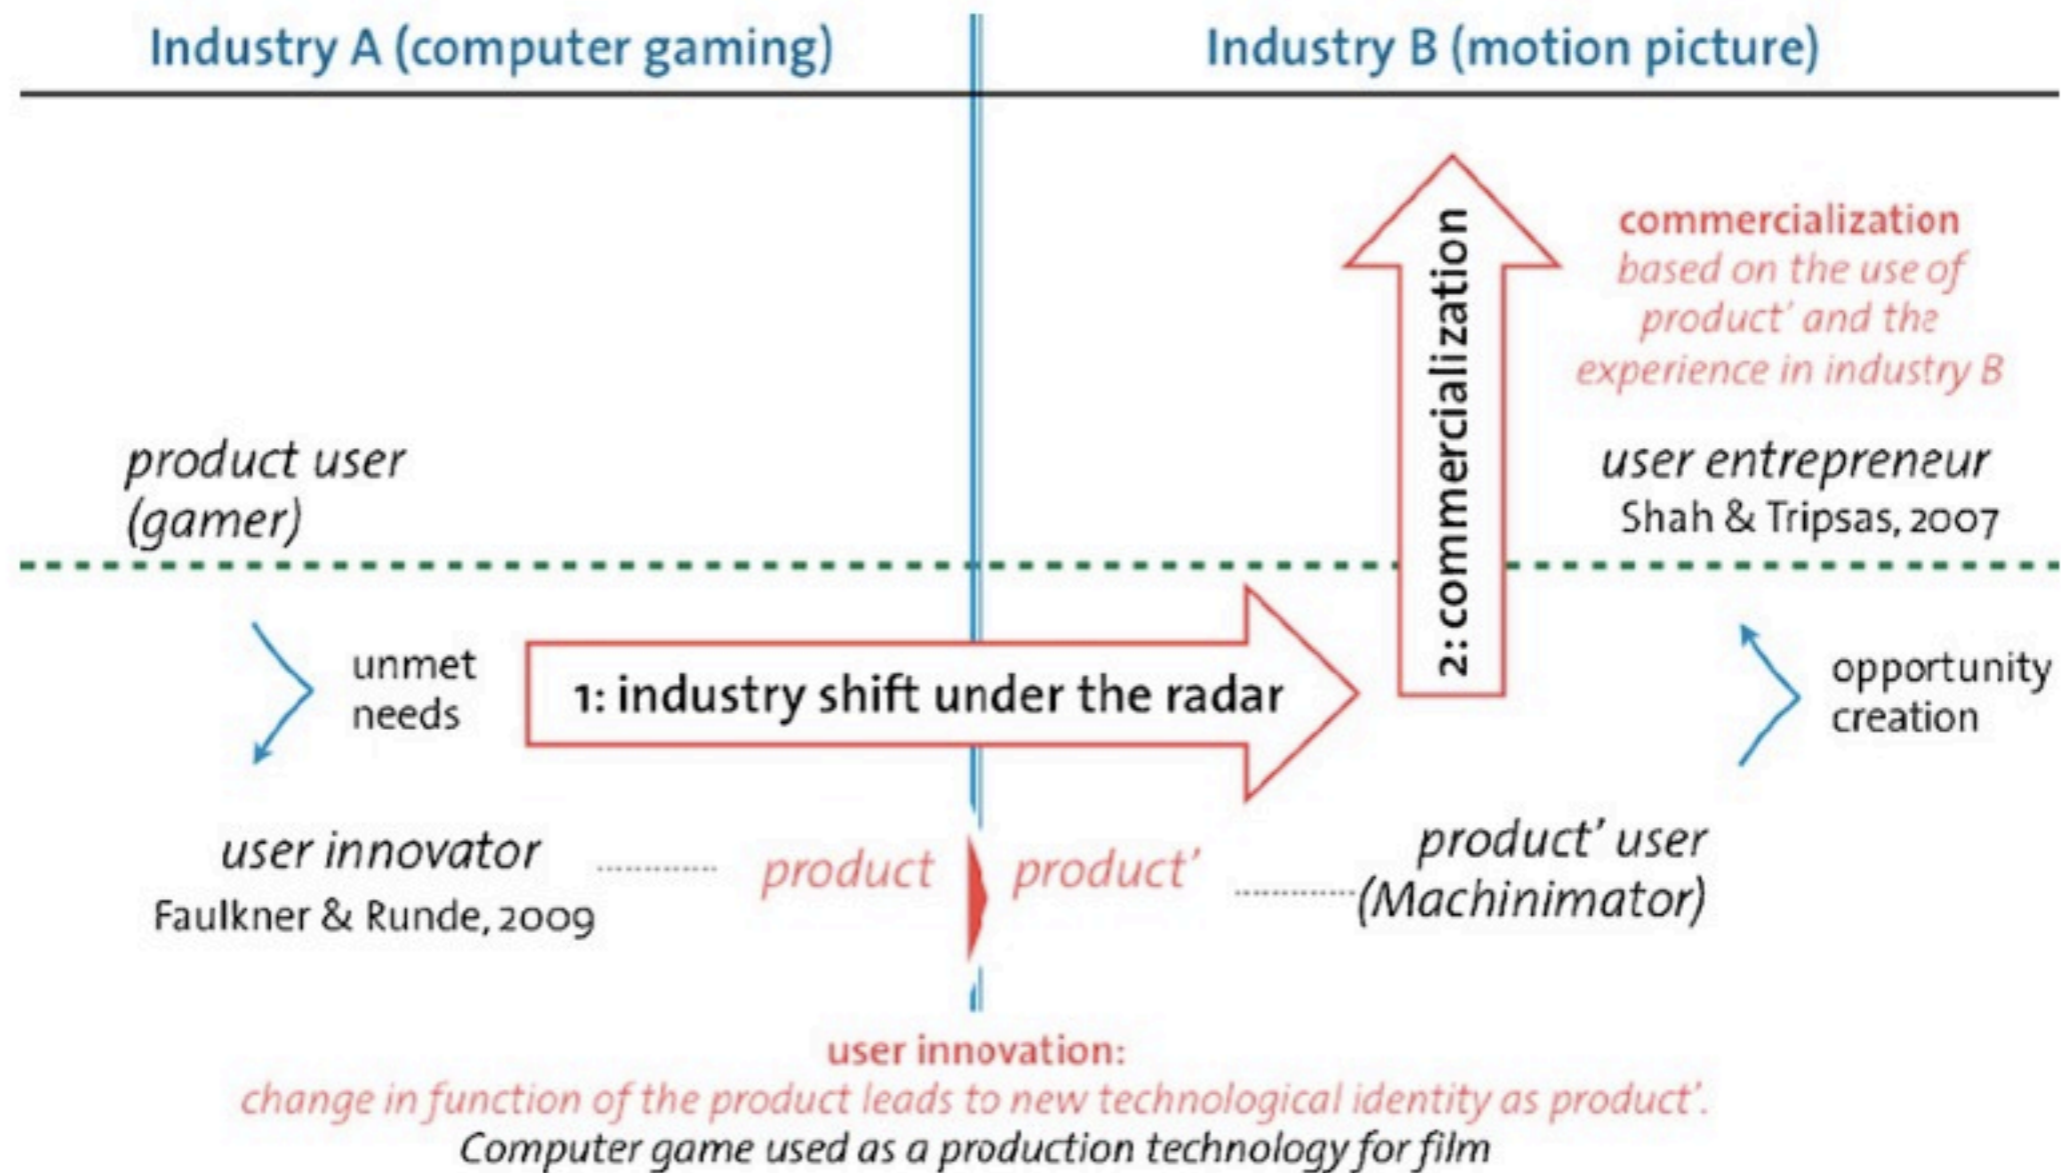 Industry A (computer gaming)
Industry B (motion picture)
2: commercialization
commercialization
based on the use of
product’ and the
experience in industry B
product user
(gamer)
user entrepreneur
Shah & Tripsas, 2007
unmet
needs
1: industry shift under the radar
opportunity
creation
user innovator
Faulkner & Runde, 2009
product
product’
product’ user
(Machinimator)
user innovation:
change in function of the product leads to new technological identity as product’.
Computer game used as a production technology for film